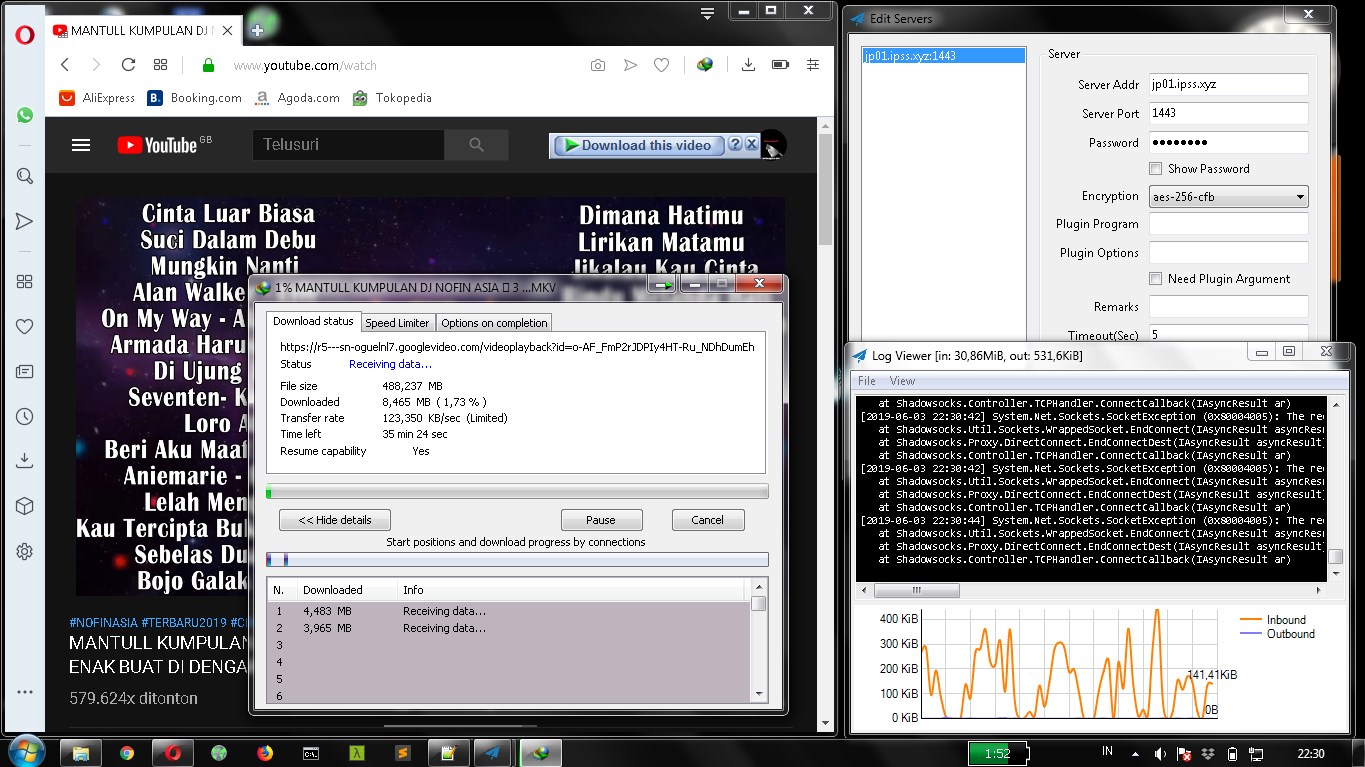 MANTULL KUMPULAN DJ
www.youtube.com/watch
AliExpress
Booking.com
Agoda.com
Tokopedia
YouTube GB
Telusuri
Download this video
Cinta Luar Biasa
Suci Dalam Debu
Mungkin Nanti
Alan Walke
On My Way - A
Armada Haru
Di Ujung
Seventen- K
Loro A
Beri Aku Maaf
Aniemarie -
Lelah Men
Kau Tercipta Buk
Sebelas Du
Bojo Galak
Dimana Hatimu
Lirikan Matamu
Jikalau Kau Cinta
#NOFINASIA #TERBARU2019
MANTULL KUMPULAN
ENAK BUAT DI DENGA
579.624x ditonton
1% MANTULL KUMPULAN DJ NOFIN ASIA 3 ...MKV
Download status
Speed Limiter
Options on completion
https://r5---sn-oguelnl7.googlevideo.com/videoplayback?id=o-AF_FmP2rJDPIy4HT-Ru_NDhDumEh
Status Receiving data...
File size 488,237 MB
Downloaded 8,465 MB ( 1,73 % )
Transfer rate 123,350 KB/sec (Limited)
Time left 35 min 24 sec
Resume capability Yes
<< Hide details
Pause
Cancel
Start positions and download progress by connections
N. Downloaded Info
1 4,483 MB Receiving data...
2 3,965 MB Receiving data...
3
4
5
6
Edit Servers
jp01.ipss.xyz:1443
Server
Server Addr jp01.ipss.xyz
Server Port 1443
Password ●●●●●●●●
Show Password
Encryption aes-256-cfb
Plugin Program
Plugin Options
Need Plugin Argument
Remarks
Timeout(Sec) 5
Log Viewer [in: 30,86MiB, out: 531,6KiB]
File View
at Shadowsocks.Controller.TCPHandler.ConnectCallback(IAsyncResult ar)
[2019-06-03 22:30:42] System.Net.Sockets.SocketException (0x80004005): The re
at Shadowsocks.Util.Sockets.WrappedSocket.EndConnect(IAsyncResult asyncRes
at Shadowsocks.Proxy.DirectConnect.EndConnectDest(IAsyncResult asyncResult
at Shadowsocks.Controller.TCPHandler.ConnectCallback(IAsyncResult ar)
[2019-06-03 22:30:42] System.Net.Sockets.SocketException (0x80004005): The re
at Shadowsocks.Util.Sockets.WrappedSocket.EndConnect(IAsyncResult asyncRes
at Shadowsocks.Proxy.DirectConnect.EndConnectDest(IAsyncResult asyncResult
at Shadowsocks.Controller.TCPHandler.ConnectCallback(IAsyncResult ar)
[2019-06-03 22:30:44] System.Net.Sockets.SocketException (0x80004005): The re
at Shadowsocks.Util.Sockets.WrappedSocket.EndConnect(IAsyncResult asyncRes
at Shadowsocks.Proxy.DirectConnect.EndConnectDest(IAsyncResult asyncResult
at Shadowsocks.Controller.TCPHandler.ConnectCallback(IAsyncResult ar)
400 KiB
300 KiB
200 KiB
100 KiB
0 KiB
141,41KiB
0B
Inbound
Outbound
1:52
IN
22:30